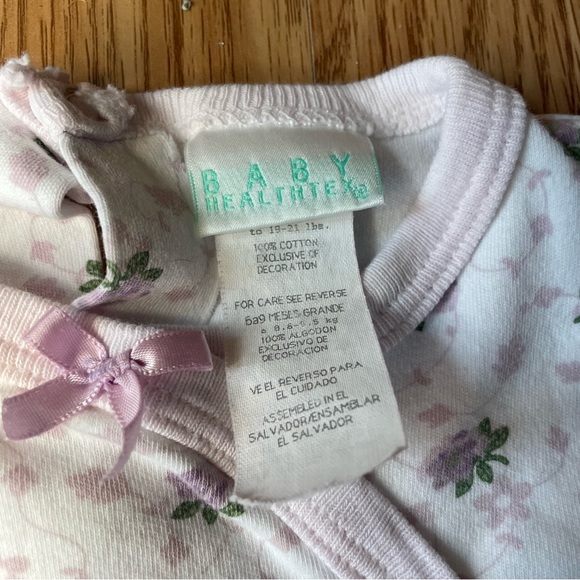 BABY
HEALTHTEX®
to 19-21 lbs.
100% COTTON
EXCLUSIVE OF
DECORATION
FOR CARE SEE REVERSE
6a9 MESES GRANDE
100% ALGODON
EXCLUSIVO DE
DECORACION
VE EL REVERSO PARA
EL CUIDADO
ASSEMBLED IN EL
SALVADOR/ENSAMBLAR
EL SALVADOR